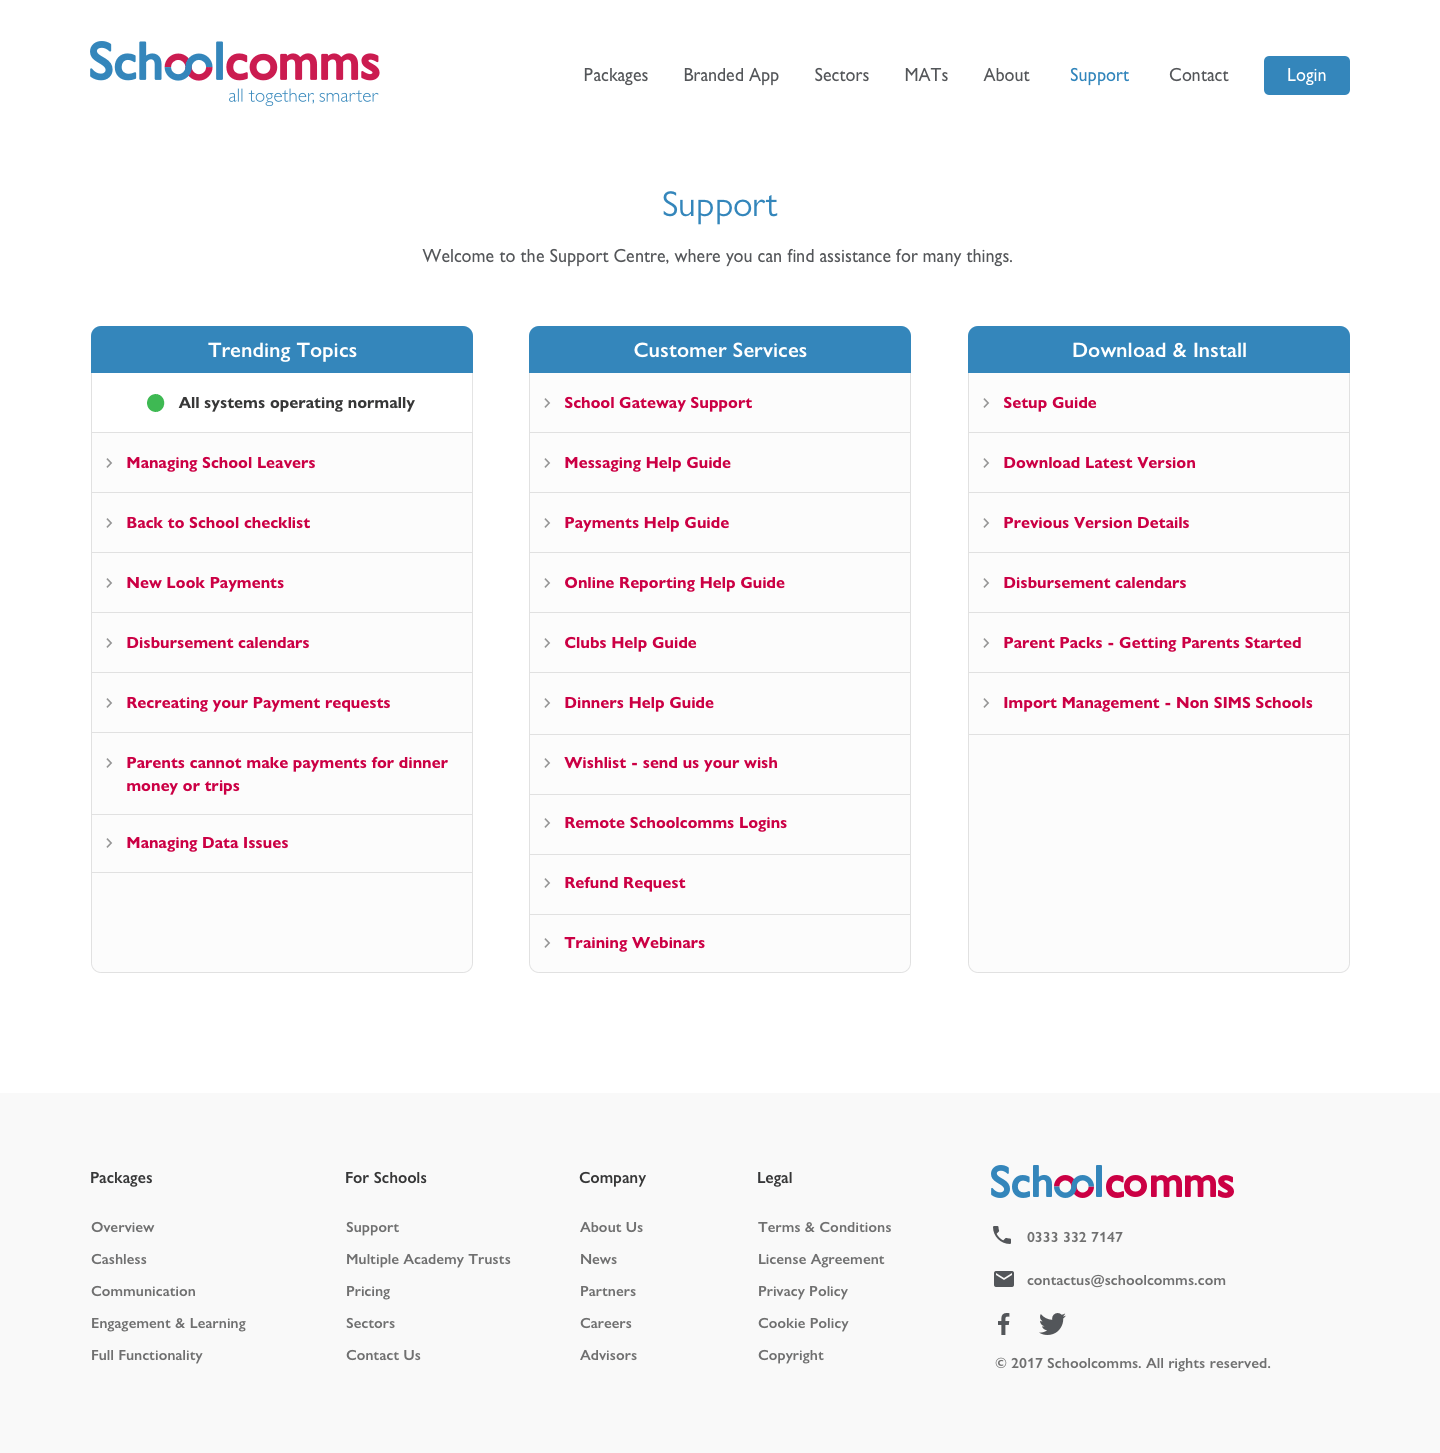 Schoolcomms
all together, smarter
Packages Branded App Sectors MATs About Support Contact Login
Support
Welcome to the Support Centre, where you can find assistance for many things.
Trending Topics
All systems operating normally
Managing School Leavers
Back to School checklist
New Look Payments
Disbursement calendars
Recreating your Payment requests
Parents cannot make payments for dinner
money or trips
Managing Data Issues
Customer Services
School Gateway Support
Messaging Help Guide
Payments Help Guide
Online Reporting Help Guide
Clubs Help Guide
Dinners Help Guide
Wishlist - send us your wish
Remote Schoolcomms Logins
Refund Request
Training Webinars
Download & Install
Setup Guide
Download Latest Version
Previous Version Details
Disbursement calendars
Parent Packs - Getting Parents Started
Import Management - Non SIMS Schools
Packages
Overview
Cashless
Communication
Engagement & Learning
Full Functionality
For Schools
Support
Multiple Academy Trusts
Pricing
Sectors
Contact Us
Company
About Us
News
Partners
Careers
Advisors
Legal
Terms & Conditions
License Agreement
Privacy Policy
Cookie Policy
Copyright
Schoolcomms
0333 332 7147
contactus@schoolcomms.com
© 2017 Schoolcomms. All rights reserved.